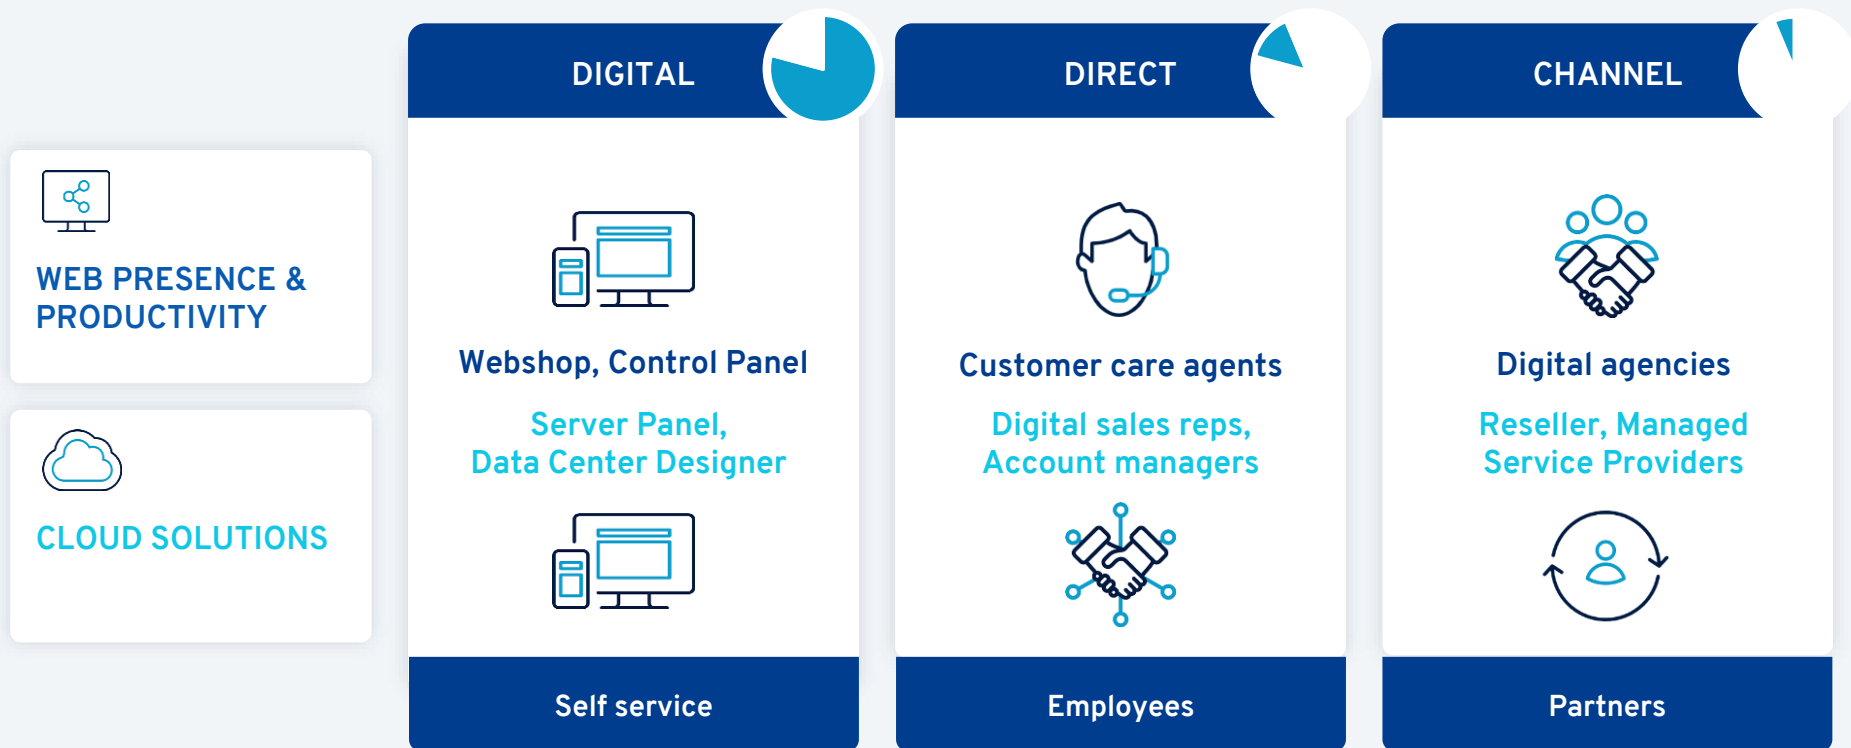 WEB PRESENCE &
PRODUCTIVITY
CLOUD SOLUTIONS
DIGITAL
Webshop, Control Panel
Server Panel,
Data Center Designer
Self service
DIRECT
Customer care agents
Digital sales reps,
Account managers
Employees
CHANNEL
Digital agencies
Reseller, Managed
Service Providers
Partners